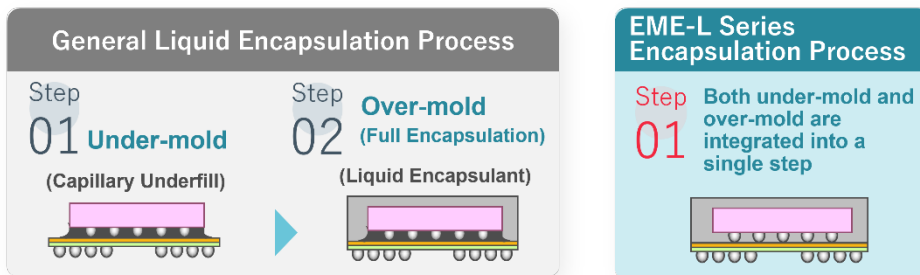 General Liquid Encapsulation Process
Step
01 Under-mold
(Capillary Underfill)
Step
02 Over-mold
(Full Encapsulation)
(Liquid Encapsulant)
EME-L Series
Encapsulation Process
Step
01
Both under-mold and
over-mold are
integrated into a
single step